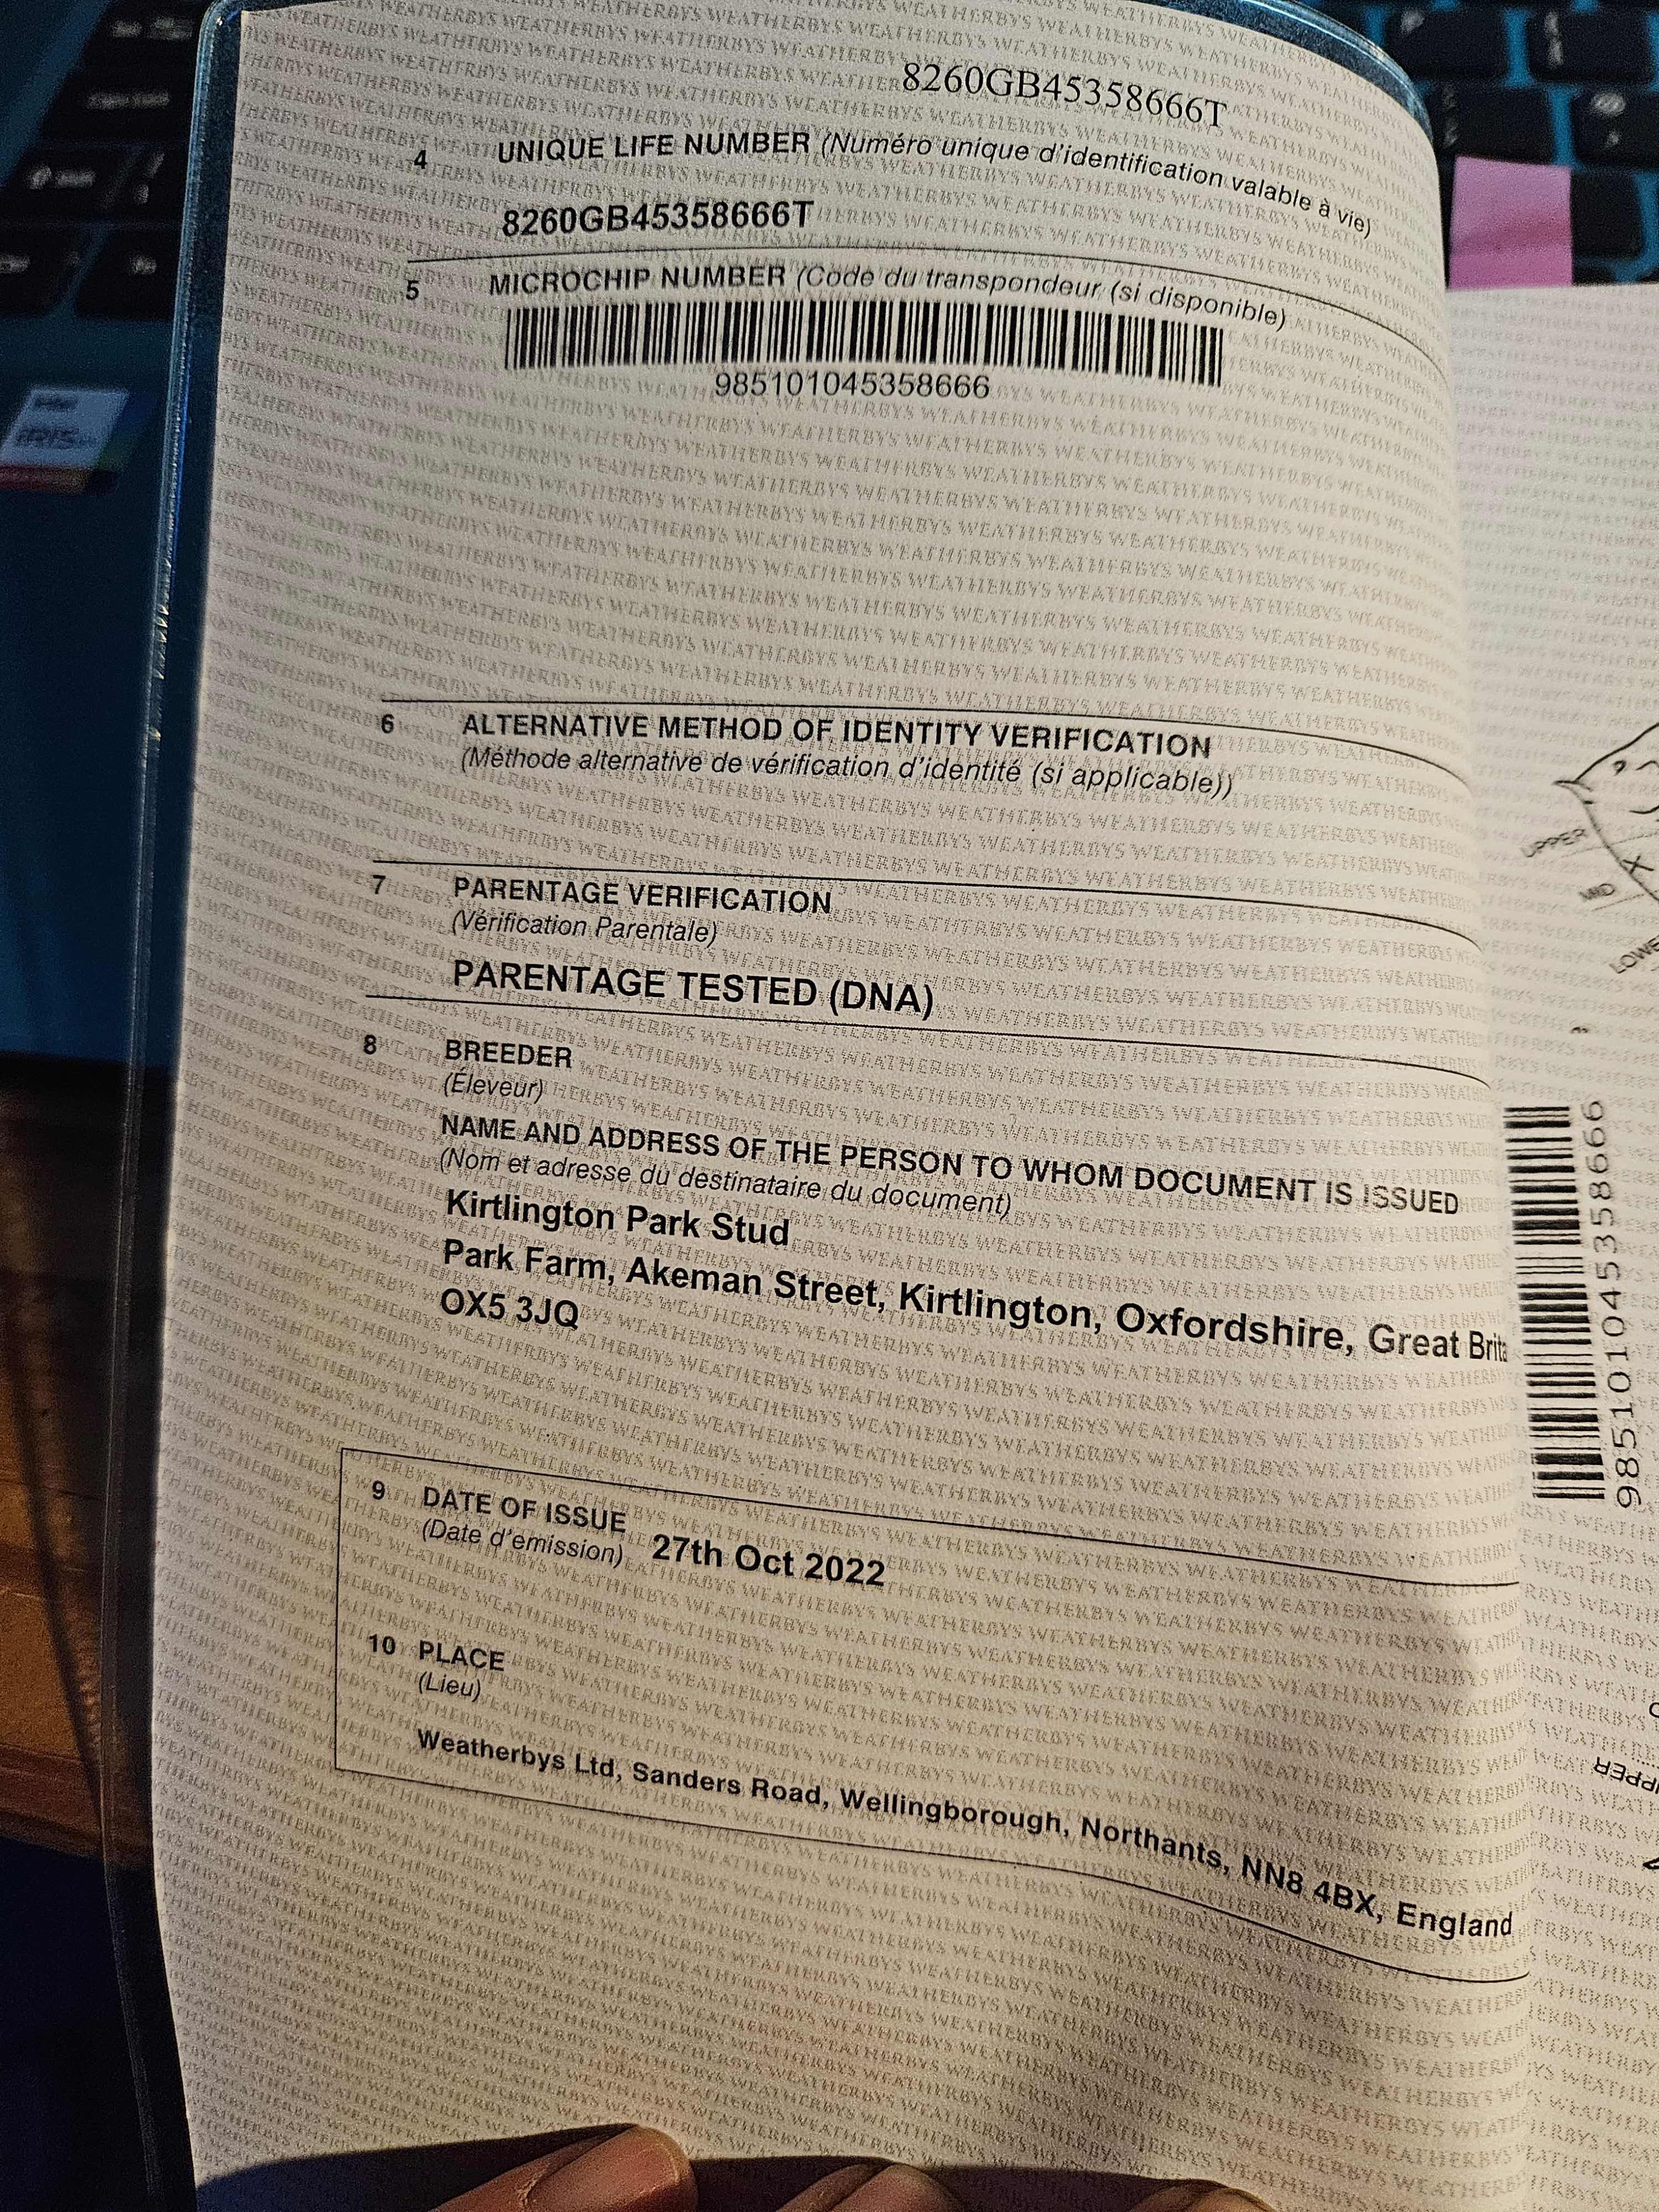 8260GB45358666T
4 UNIQUE LIFE NUMBER (Numéro unique d'identification valable à vie)
8260GB45358666T
5 MICROCHIP NUMBER (Code du transpondeur (si disponible)
985101045358666
6 ALTERNATIVE METHOD OF IDENTITY VERIFICATION
(Méthode alternative de vérification d'identité (si applicable))
7 PARENTAGE VERIFICATION
(Vérification Parentale)
PARENTAGE TESTED (DNA)
8 BREEDER
(Éleveur)
NAME AND ADDRESS OF THE PERSON TO WHOM DOCUMENT IS ISSUED
(Nom et adresse du destinataire du document)
Kirtlington Park Stud
Park Farm, Akeman Street, Kirtlington, Oxfordshire, Great Brita
OX5 3JQ
9 DATE OF ISSUE
(Date d'emission) 27th Oct 2022
10 PLACE
(Lieu)
Weatherbys Ltd, Sanders Road, Wellingborough, Northants, NN8 4BX, England
UPPER
MID
985101045358666
WEATHERBYS